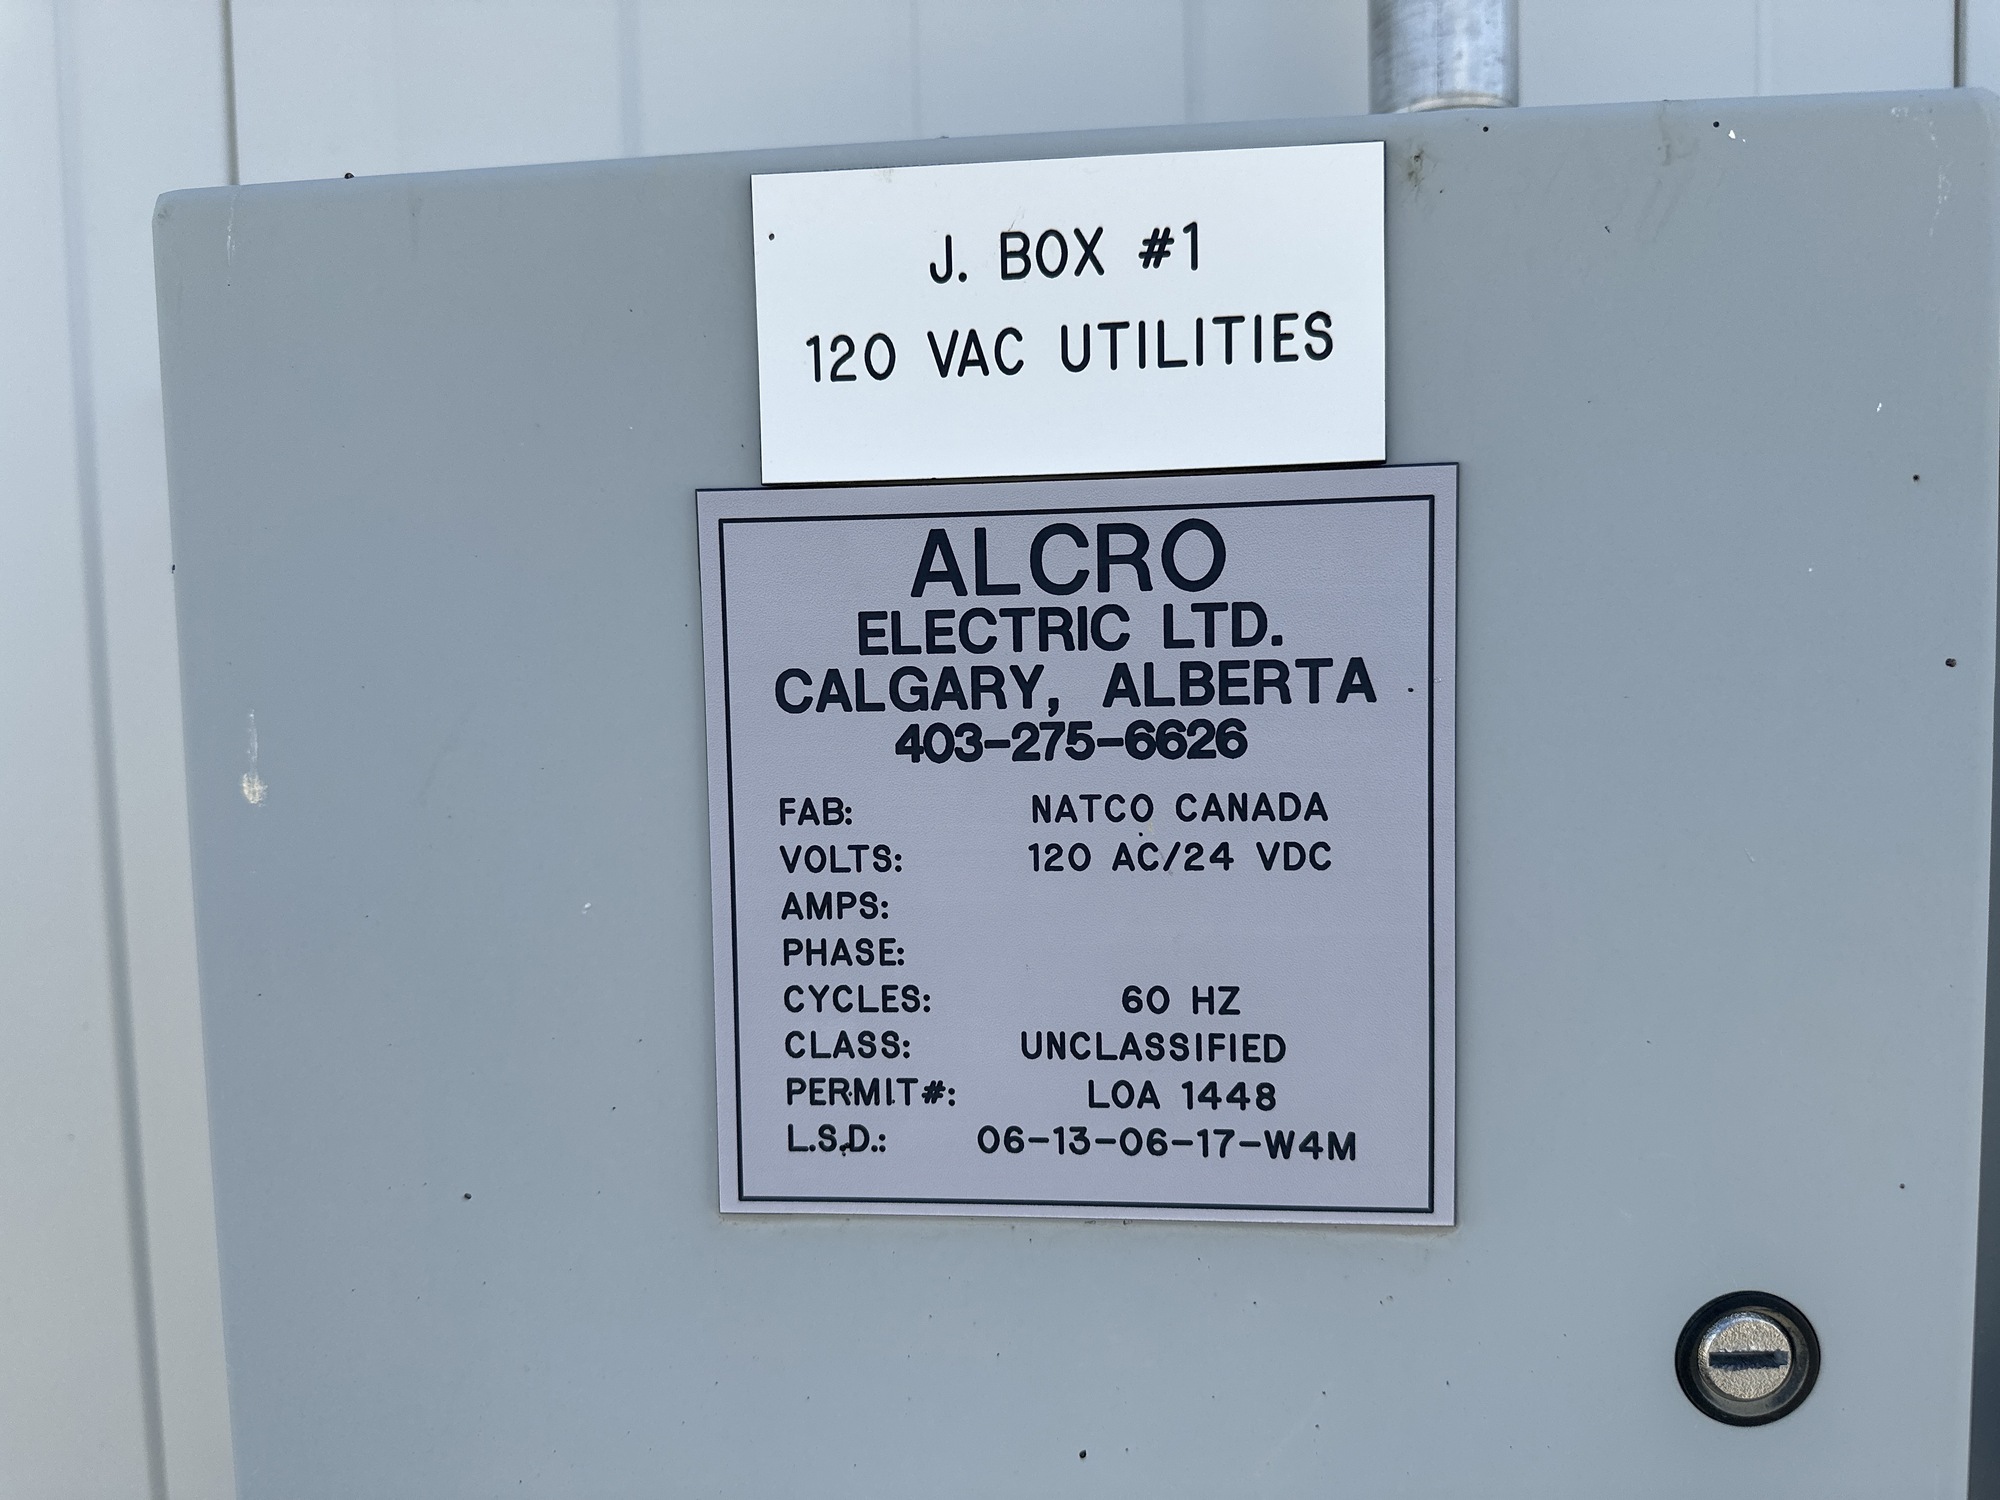 J. BOX #1
120 VAC UTILITIES
ALCRO
ELECTRIC LTD.
CALGARY, ALBERTA
403-275-6626
FAB: NATCO CANADA
VOLTS: 120 AC/24 VDC
AMPS:
PHASE:
CYCLES: 60 HZ
CLASS: UNCLASSIFIED
PERMIT#: LOA 1448
L.S.D.: 06-13-06-17-W4M